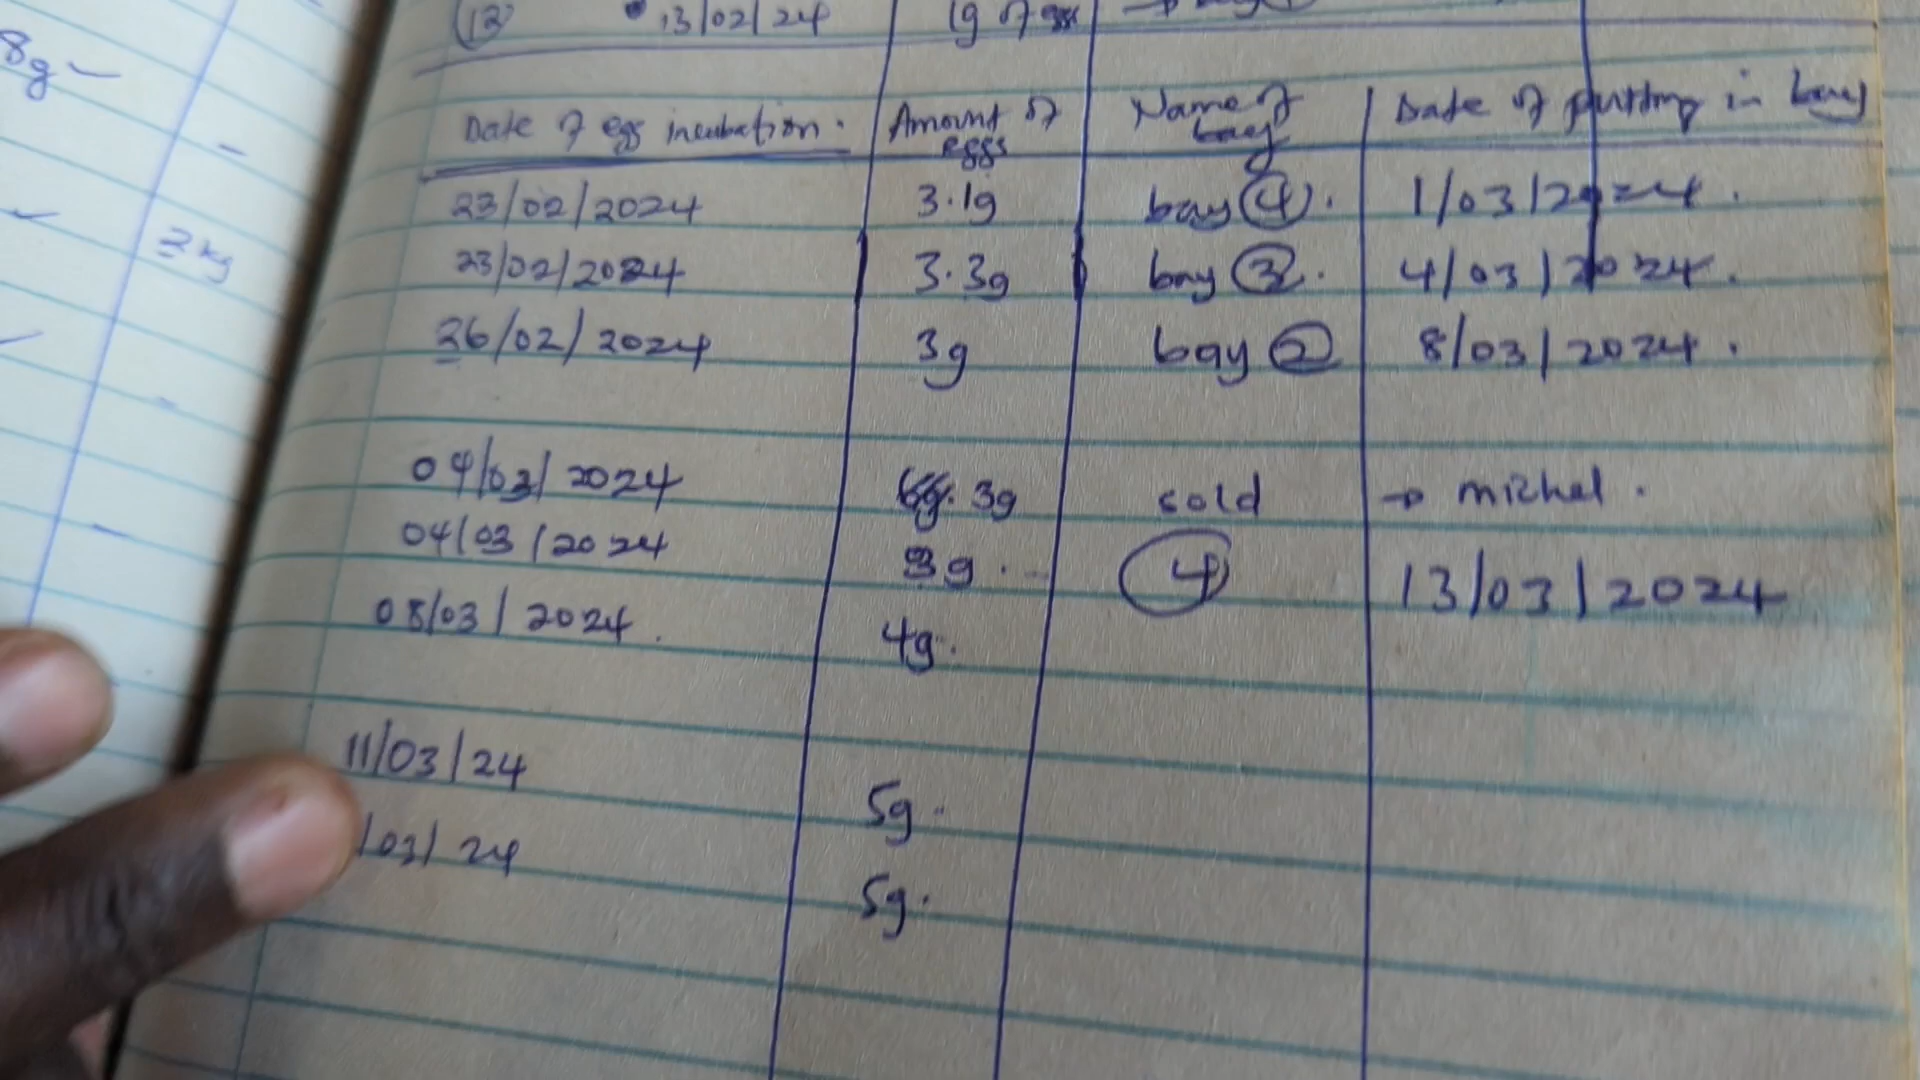 8g
3kg
(12) 13/02/24 1g of
Date of egg incubation. Amount of eggs Name of bay Date of putting in bay
23/02/2024 3.1g bay (4). 1/03/2024.
23/02/2024 3.3g bay (3). 4/03/2024.
26/02/2024 3g bay (2) 8/03/2024.
04/03/2024 3g sold → michel.
04/03/2024 3g. (4) 13/03/2024
08/03/2024. 4g.
11/03/24 5g.
/03/24 5g.